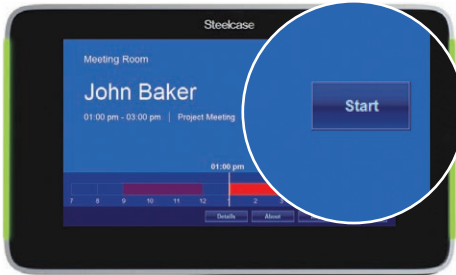 Steelcase
Meeting Room
John Baker
01:00 pm - 03:00 pm | Project Meeting
Start
01:00 pm
7 8 9 10 11 12 1 2
Details About